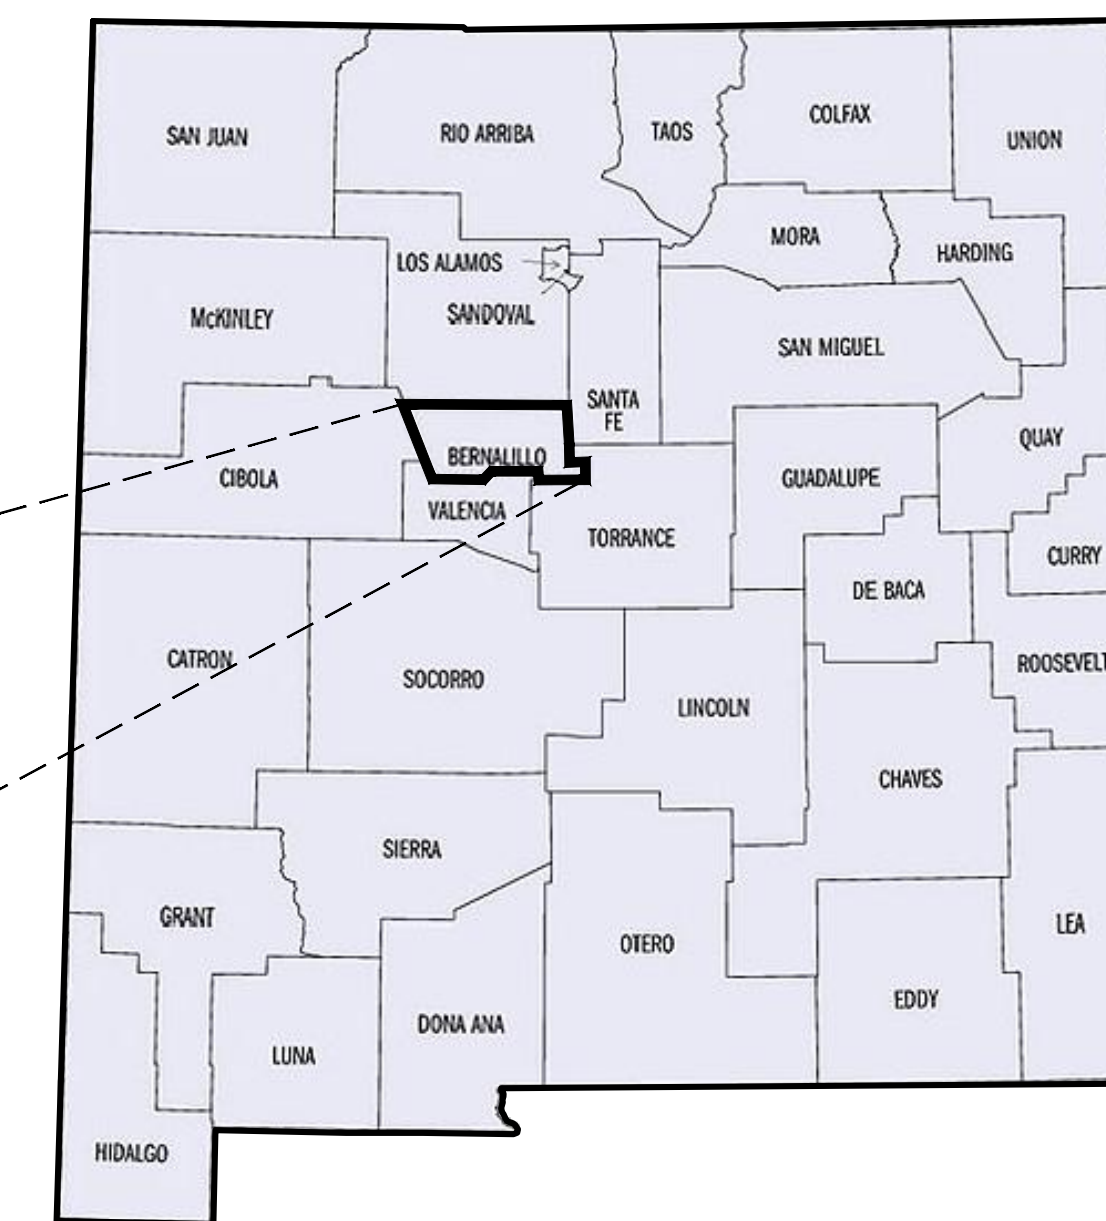 SAN JUAN
RIO ARRIBA
TAOS
COLFAX
UNION
MORA
HARDING
LOS ALAMOS
McKINLEY
SANDOVAL
SAN MIGUEL
SANTA
FE
QUAY
BERNALILLO
CIBOLA
GUADALUPE
VALENCIA
TORRANCE
CURRY
DE BACA
CATRON
ROOSEVELT
SOCORRO
LINCOLN
CHAVES
SIERRA
GRANT
LEA
OTERO
EDDY
DONA ANA
LUNA
HIDALGO